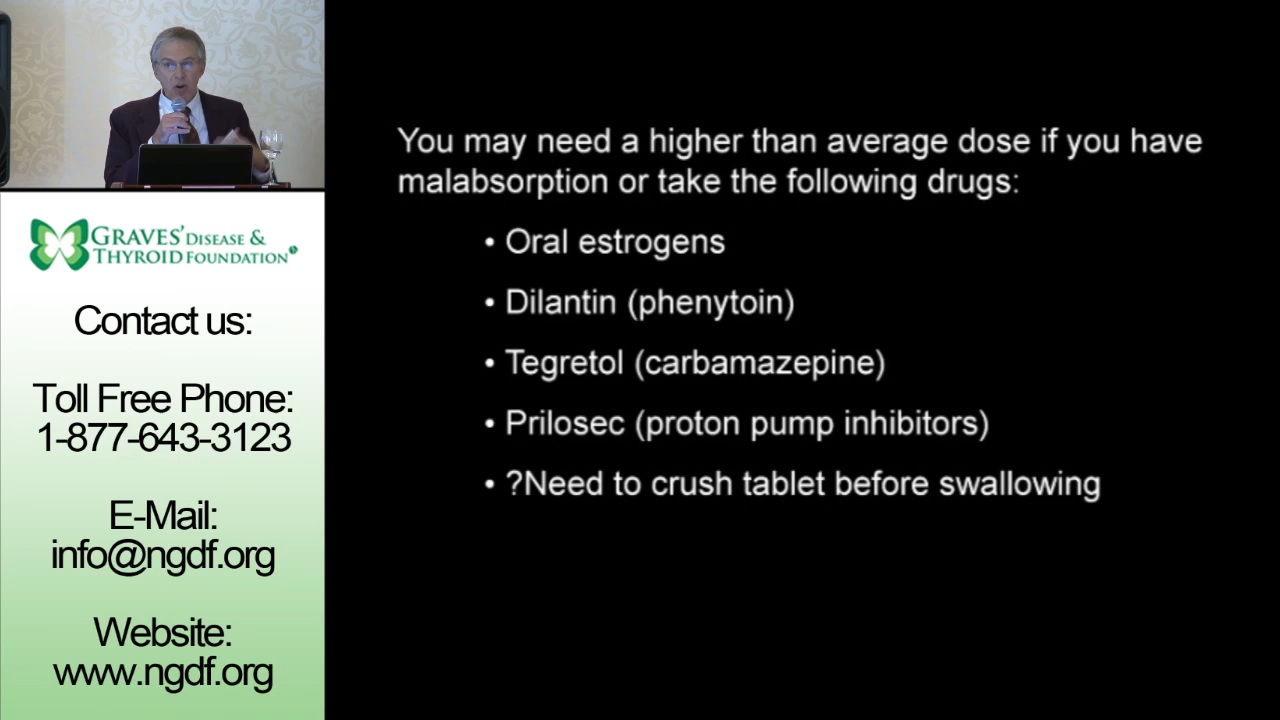 GRAVES' DISEASE &
THYROID FOUNDATION
Contact us:
Toll Free Phone:
1-877-643-3123
E-Mail:
info@ngdf.org
Website:
www.ngdf.org
You may need a higher than average dose if you have
malabsorption or take the following drugs:
• Oral estrogens
• Dilantin (phenytoin)
• Tegretol (carbamazepine)
• Prilosec (proton pump inhibitors)
• ?Need to crush tablet before swallowing